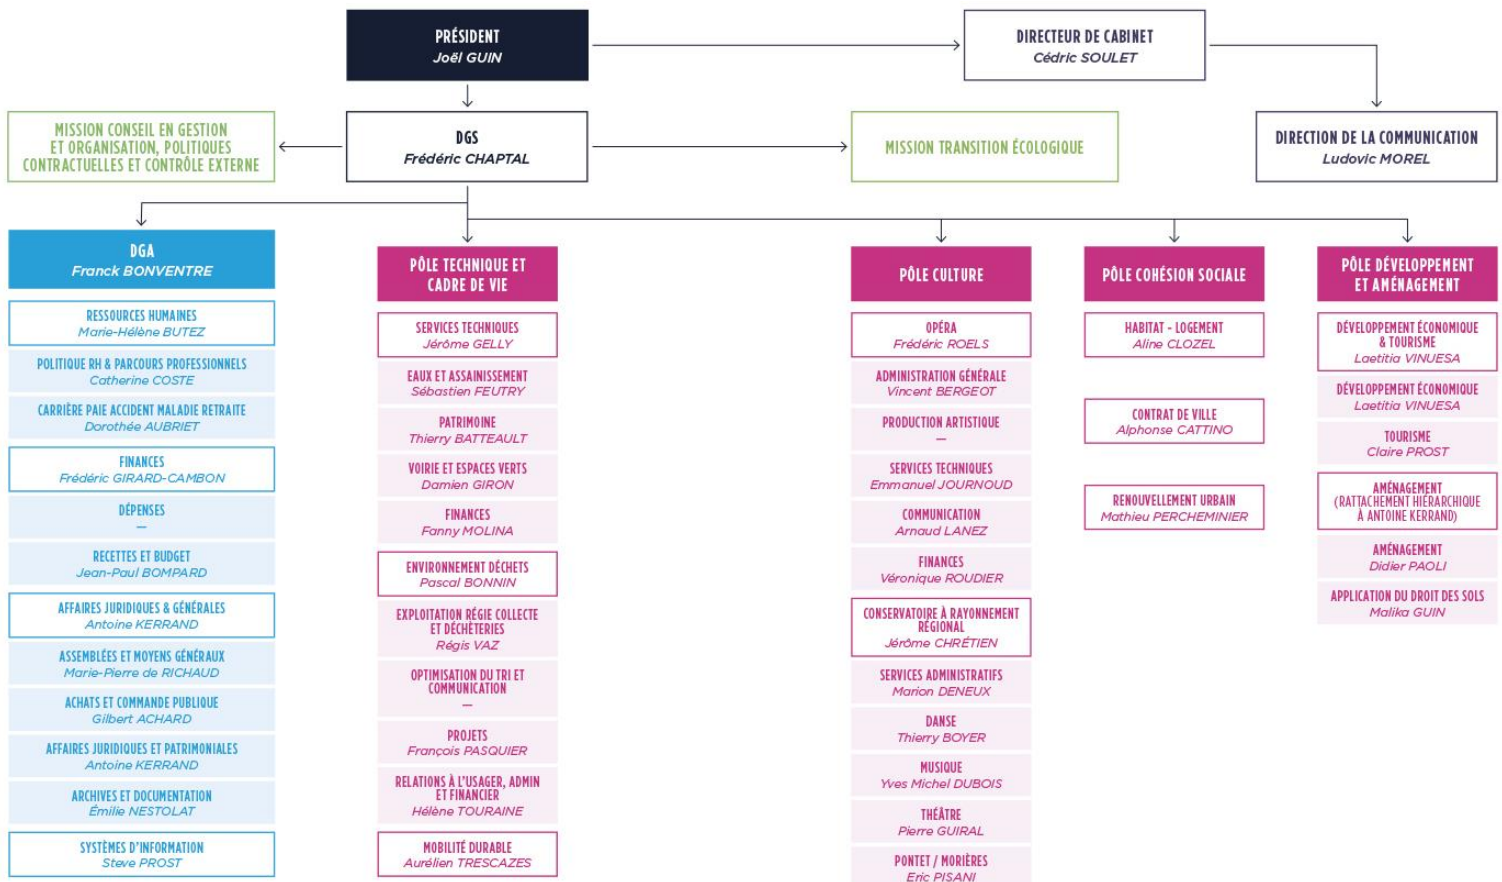 PRÉSIDENT
Joël GUIN
DIRECTEUR DE CABINET
Cédric SOULET
MISSION CONSEIL EN GESTION
ET ORGANISATION, POLITIQUES
CONTRACTUELLES ET CONTRÔLE EXTERNE
DGS
Frédéric CHAPTAL
MISSION TRANSITION ÉCOLOGIQUE
DIRECTION DE LA COMMUNICATION
Ludovic MOREL
DGA
Franck BONVENTRE
RESSOURCES HUMAINES
Marie-Hélène BUTEZ
POLITIQUE RH & PARCOURS PROFESSIONNELS
Catherine COSTE
CARRIÈRE PAIE ACCIDENT MALADIE RETRAITE
Dorothée AUBRIET
FINANCES
Frédéric GIRARD-CAMBON
DÉPENSES
—
RECETTES ET BUDGET
Jean-Paul BOMPARD
AFFAIRES JURIDIQUES & GÉNÉRALES
Antoine KERRAND
ASSEMBLÉES ET MOYENS GÉNÉRAUX
Marie-Pierre de RICHAUD
ACHATS ET COMMANDE PUBLIQUE
Gilbert ACHARD
AFFAIRES JURIDIQUES ET PATRIMONIALES
Antoine KERRAND
ARCHIVES ET DOCUMENTATION
Émilie NESTOLAT
SYSTÈMES D'INFORMATION
Steve PROST
PÔLE TECHNIQUE ET
CADRE DE VIE
SERVICES TECHNIQUES
Jérôme GELLY
EAUX ET ASSAINISSEMENT
Sébastien FEUTRY
PATRIMOINE
Thierry BATTEAULT
VOIRIE ET ESPACES VERTS
Damien GIRON
FINANCES
Fanny MOLINA
ENVIRONNEMENT DÉCHETS
Pascal BONNIN
EXPLOITATION RÉGIE COLLECTE
ET DÉCHÈTERIES
Régis VAZ
OPTIMISATION DU TRI ET
COMMUNICATION
—
PROJETS
François PASQUIER
RELATIONS À L'USAGER, ADMIN
ET FINANCIER
Hélène TOURAINE
MOBILITÉ DURABLE
Aurélien TRESCAZES
PÔLE CULTURE
OPÉRA
Frédéric ROELS
ADMINISTRATION GÉNÉRALE
Vincent BERGEOT
PRODUCTION ARTISTIQUE
—
SERVICES TECHNIQUES
Emmanuel JOURNOUD
COMMUNICATION
Arnaud LANEZ
FINANCES
Véronique ROUDIER
CONSERVATOIRE À RAYONNEMENT
RÉGIONAL
Jérôme CHRÉTIEN
SERVICES ADMINISTRATIFS
Marion DENEUX
DANSE
Thierry BOYER
MUSIQUE
Yves Michel DUBOIS
THÉÂTRE
Pierre GUIRAL
PONTET / MORIÈRES
Eric PISANI
PÔLE COHÉSION SOCIALE
HABITAT - LOGEMENT
Aline CLOZEL
CONTRAT DE VILLE
Alphonse CATTINO
RENOUVELLEMENT URBAIN
Mathieu PERCHEMINIER
PÔLE DÉVELOPPEMENT
ET AMÉNAGEMENT
DÉVELOPPEMENT ÉCONOMIQUE
& TOURISME
Laetitia VINUESA
DÉVELOPPEMENT ÉCONOMIQUE
Laetitia VINUESA
TOURISME
Claire PROST
AMÉNAGEMENT
(RATTACHEMENT HIÉRARCHIQUE
À ANTOINE KERRAND)
AMÉNAGEMENT
Didier PAOLI
APPLICATION DU DROIT DES SOLS
Malika GUIN